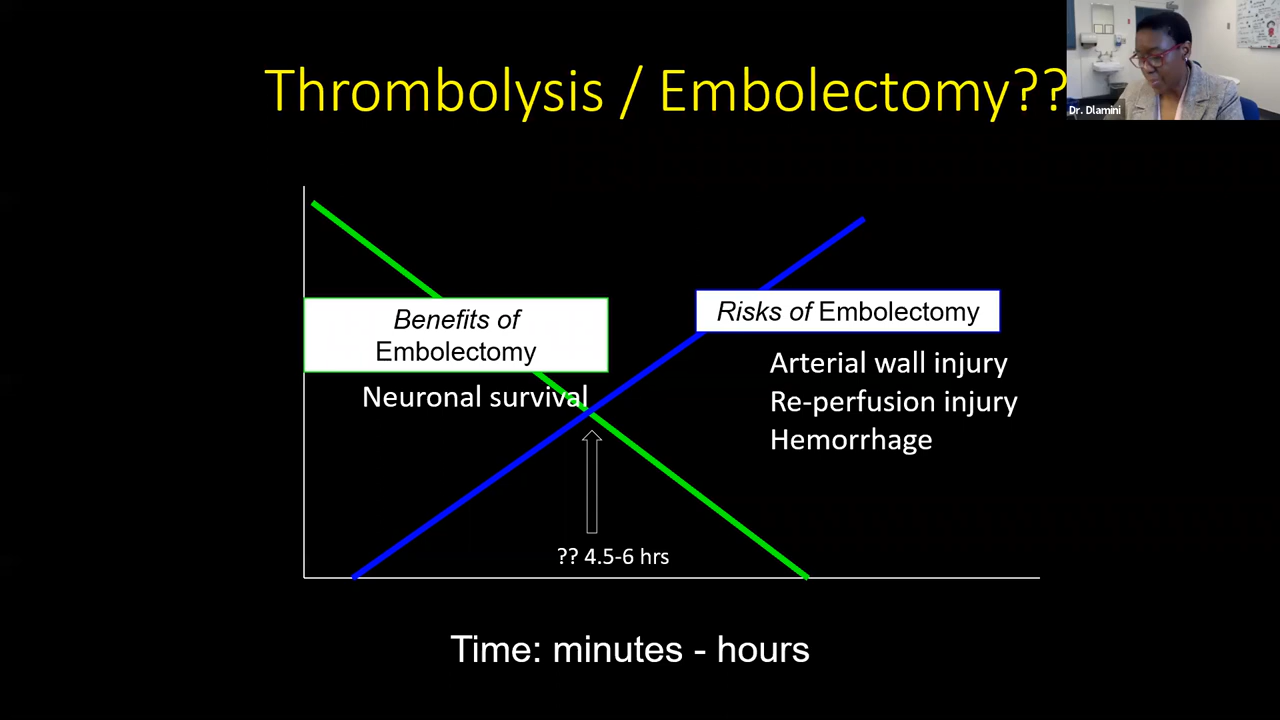 Thrombolysis / Embolectomy??
Dr. Dlamini
Benefits of
Embolectomy
Neuronal survival
Risks of Embolectomy
Arterial wall injury
Re-perfusion injury
Hemorrhage
?? 4.5-6 hrs
Time: minutes - hours